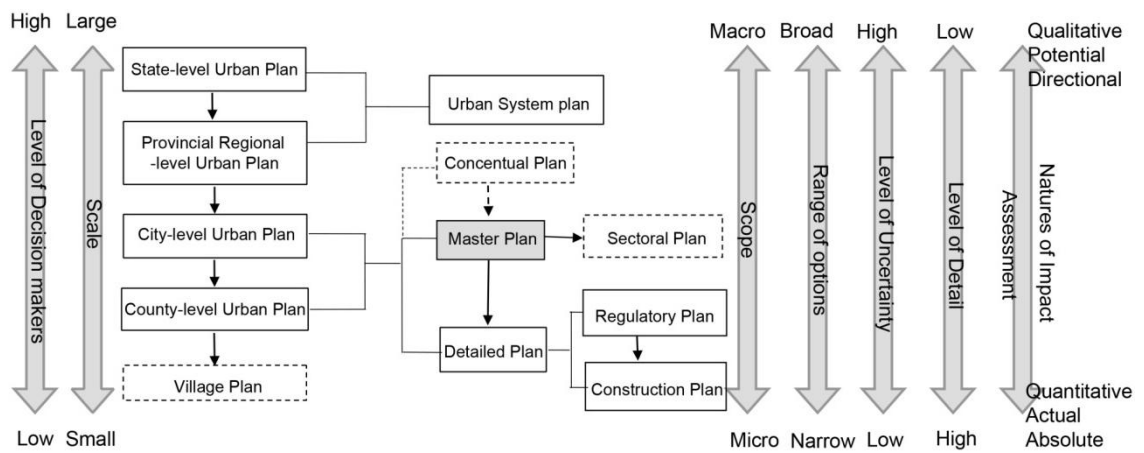 High Large
Macro Broad High Low Qualitative
Potential
Directional
State-level Urban Plan
Urban System plan
Provincial Regional
-level Urban Plan
Concentual Plan
City-level Urban Plan
Master Plan
Sectoral Plan
County-level Urban Plan
Regulatory Plan
Detailed Plan
Village Plan
Construction Plan
Level of Decision makers
Scale
Scope
Range of options
Level of Uncertainty
Level of Detail
Natures of Impact
Assessment
Quantitative
Actual
Absolute
Low Small
Micro Narrow Low High